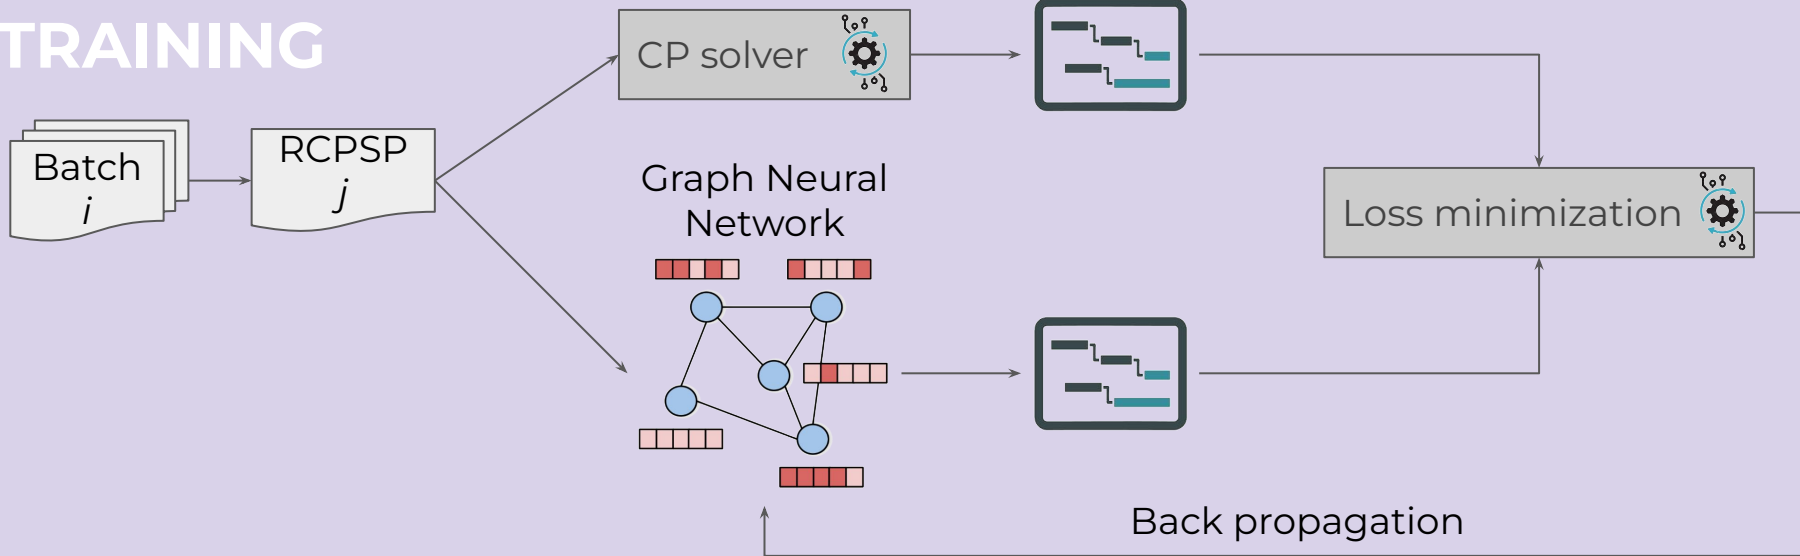 TRAINING
CP solver
Batch
i
RCPSP
j
Graph Neural
Network
Loss minimization
Back propagation